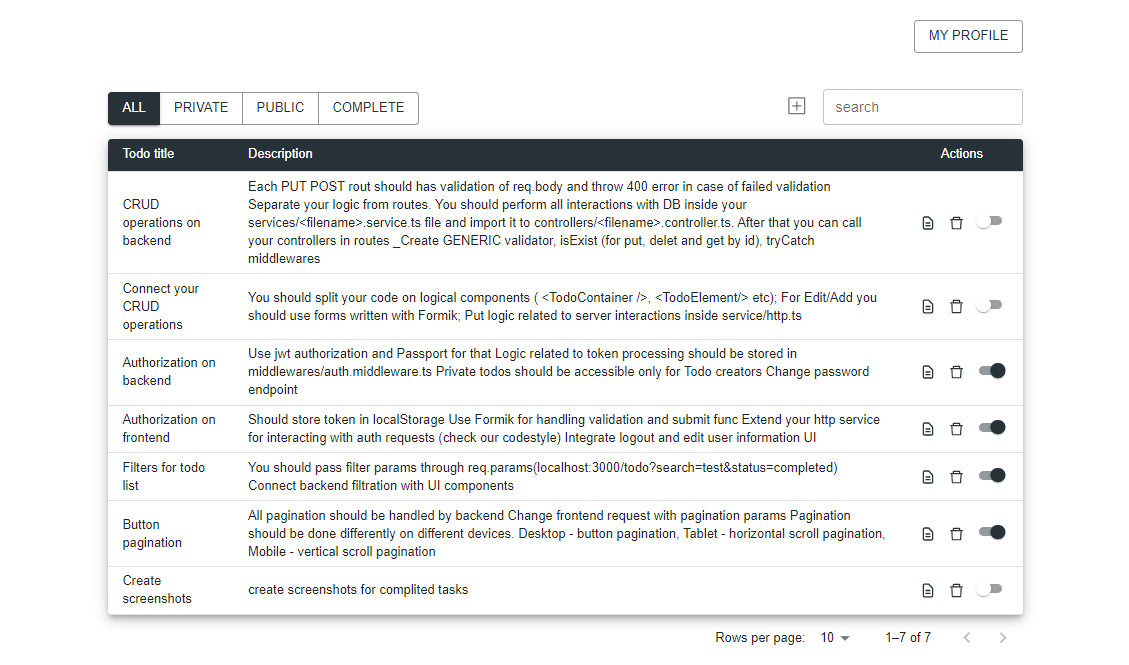 MY PROFILE
ALL PRIVATE PUBLIC COMPLETE
search
Todo title Description Actions
CRUD
operations on
backend
Each PUT POST rout should has validation of req.body and throw 400 error in case of failed validation
Separate your logic from routes. You should perform all interactions with DB inside your
services/<filename>.service.ts file and import it to controllers/<filename>.controller.ts. After that you can call
your controllers in routes _Create GENERIC validator, isExist (for put, delet and get by id), tryCatch
middlewares
Connect your
CRUD
operations
You should split your code on logical components ( <TodoContainer />, <TodoElement/> etc); For Edit/Add you
should use forms written with Formik; Put logic related to server interactions inside service/http.ts
Authorization on
backend
Use jwt authorization and Passport for that Logic related to token processing should be stored in
middlewares/auth.middleware.ts Private todos should be accessible only for Todo creators Change password
endpoint
Authorization on
frontend
Should store token in localStorage Use Formik for handling validation and submit func Extend your http service
for interacting with auth requests (check our codestyle) Integrate logout and edit user information UI
Filters for todo
list
You should pass filter params through req.params(localhost:3000/todo?search=test&status=completed)
Connect backend filtration with UI components
Button
pagination
All pagination should be handled by backend Change frontend request with pagination params Pagination
should be done differently on different devices. Desktop - button pagination, Tablet - horizontal scroll pagination,
Mobile - vertical scroll pagination
Create
screenshots
create screenshots for complited tasks
Rows per page: 10 1–7 of 7